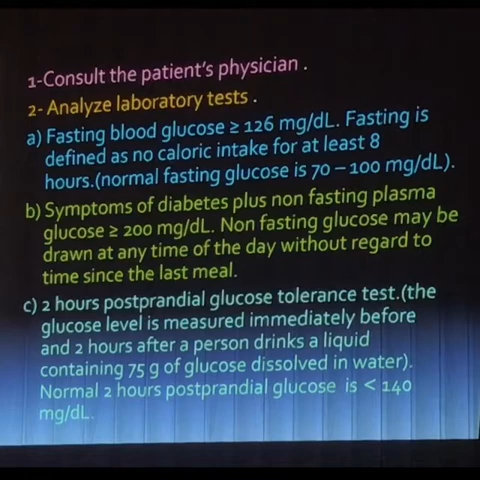 1-Consult the patient's physician .
2- Analyze laboratory tests .
a) Fasting blood glucose ≥ 126 mg/dL. Fasting is
defined as no caloric intake for at least 8
hours.(normal fasting glucose is 70 – 100 mg/dL).
b) Symptoms of diabetes plus non fasting plasma
glucose ≥ 200 mg/dL. Non fasting glucose may be
drawn at any time of the day without regard to
time since the last meal.
c) 2 hours postprandial glucose tolerance test.(the
glucose level is measured immediately before
and 2 hours after a person drinks a liquid
containing 75 g of glucose dissolved in water).
Normal 2 hours postprandial glucose is < 140
mg/dL.